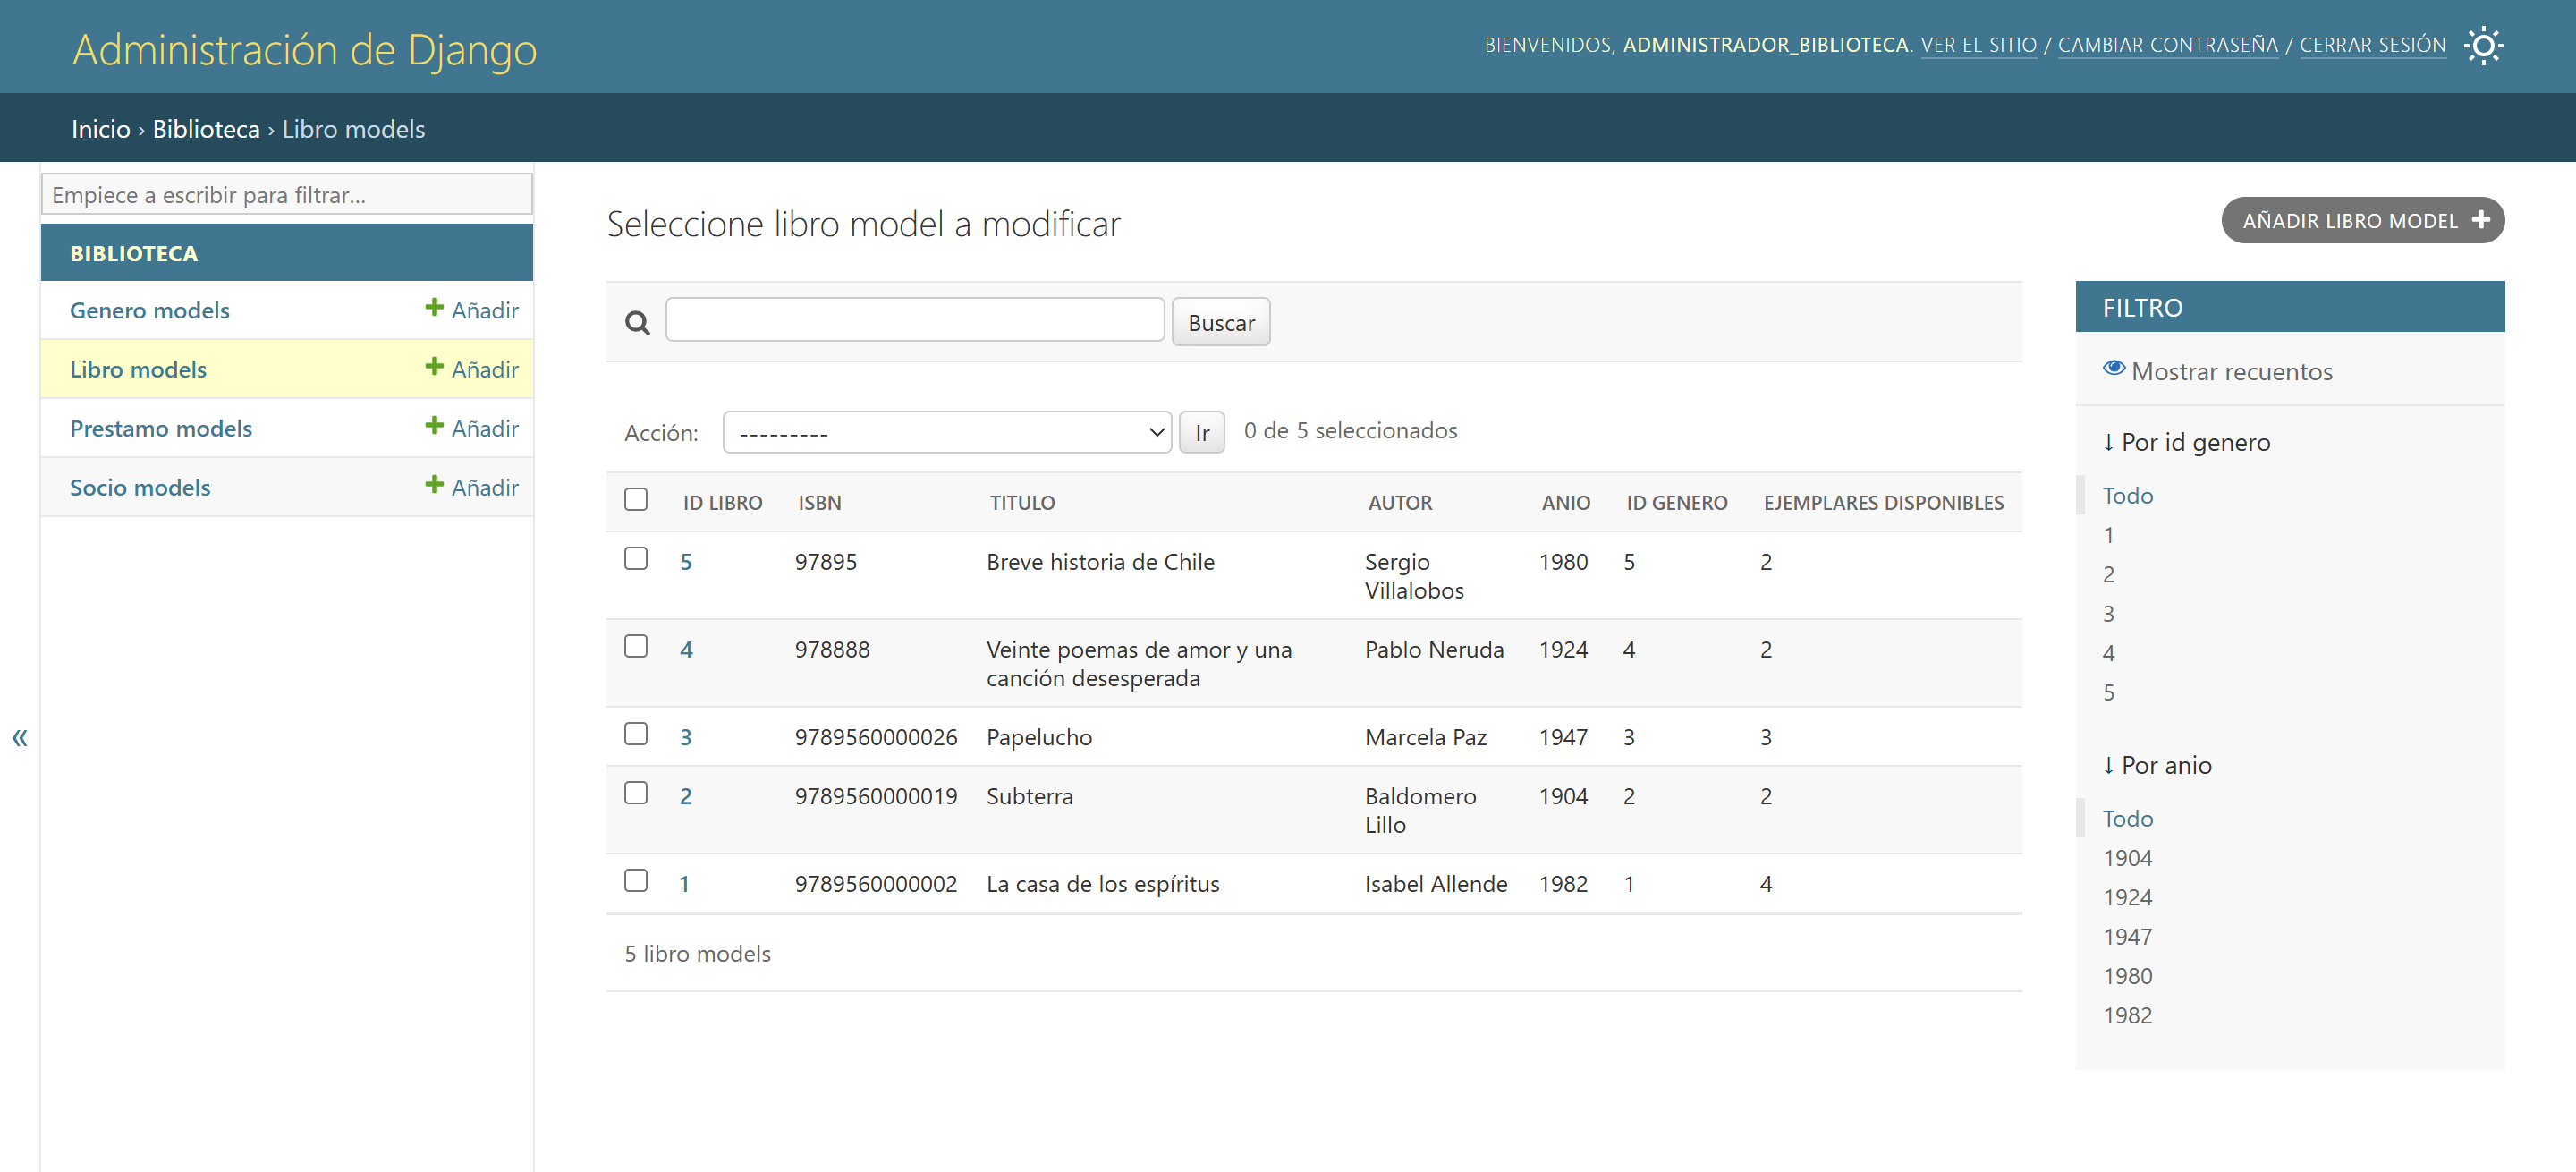 Administración de Django
BIENVENIDOS, ADMINISTRADOR_BIBLIOTECA. VER EL SITIO / CAMBIAR CONTRASEÑA / CERRAR SESIÓN
Inicio › Biblioteca › Libro models
Empiece a escribir para filtrar...
BIBLIOTECA
Genero models + Añadir
Libro models + Añadir
Prestamo models + Añadir
Socio models + Añadir
«
Seleccione libro model a modificar
AÑADIR LIBRO MODEL +
Buscar
Acción: --------- Ir 0 de 5 seleccionados
ID LIBRO ISBN TITULO AUTOR ANIO ID GENERO EJEMPLARES DISPONIBLES
5 97895 Breve historia de Chile Sergio 1980 5 2
Villalobos
4 978888 Veinte poemas de amor y una Pablo Neruda 1924 4 2
canción desesperada
3 9789560000026 Papelucho Marcela Paz 1947 3 3
2 9789560000019 Subterra Baldomero 1904 2 2
Lillo
1 9789560000002 La casa de los espíritus Isabel Allende 1982 1 4
5 libro models
FILTRO
Mostrar recuentos
↓ Por id genero
Todo
1
2
3
4
5
↓ Por anio
Todo
1904
1924
1947
1980
1982